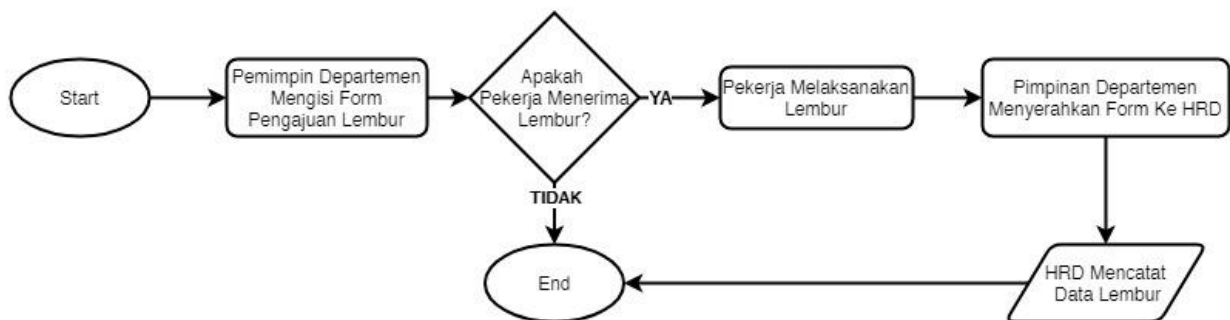 Start
Pemimpin Departemen
Mengisi Form
Pengajuan Lembur
Apakah
Pekerja Menerima
Lembur?
YA
Pekerja Melaksanakan
Lembur
Pimpinan Departemen
Menyerahkan Form Ke HRD
TIDAK
End
HRD Mencatat
Data Lembur